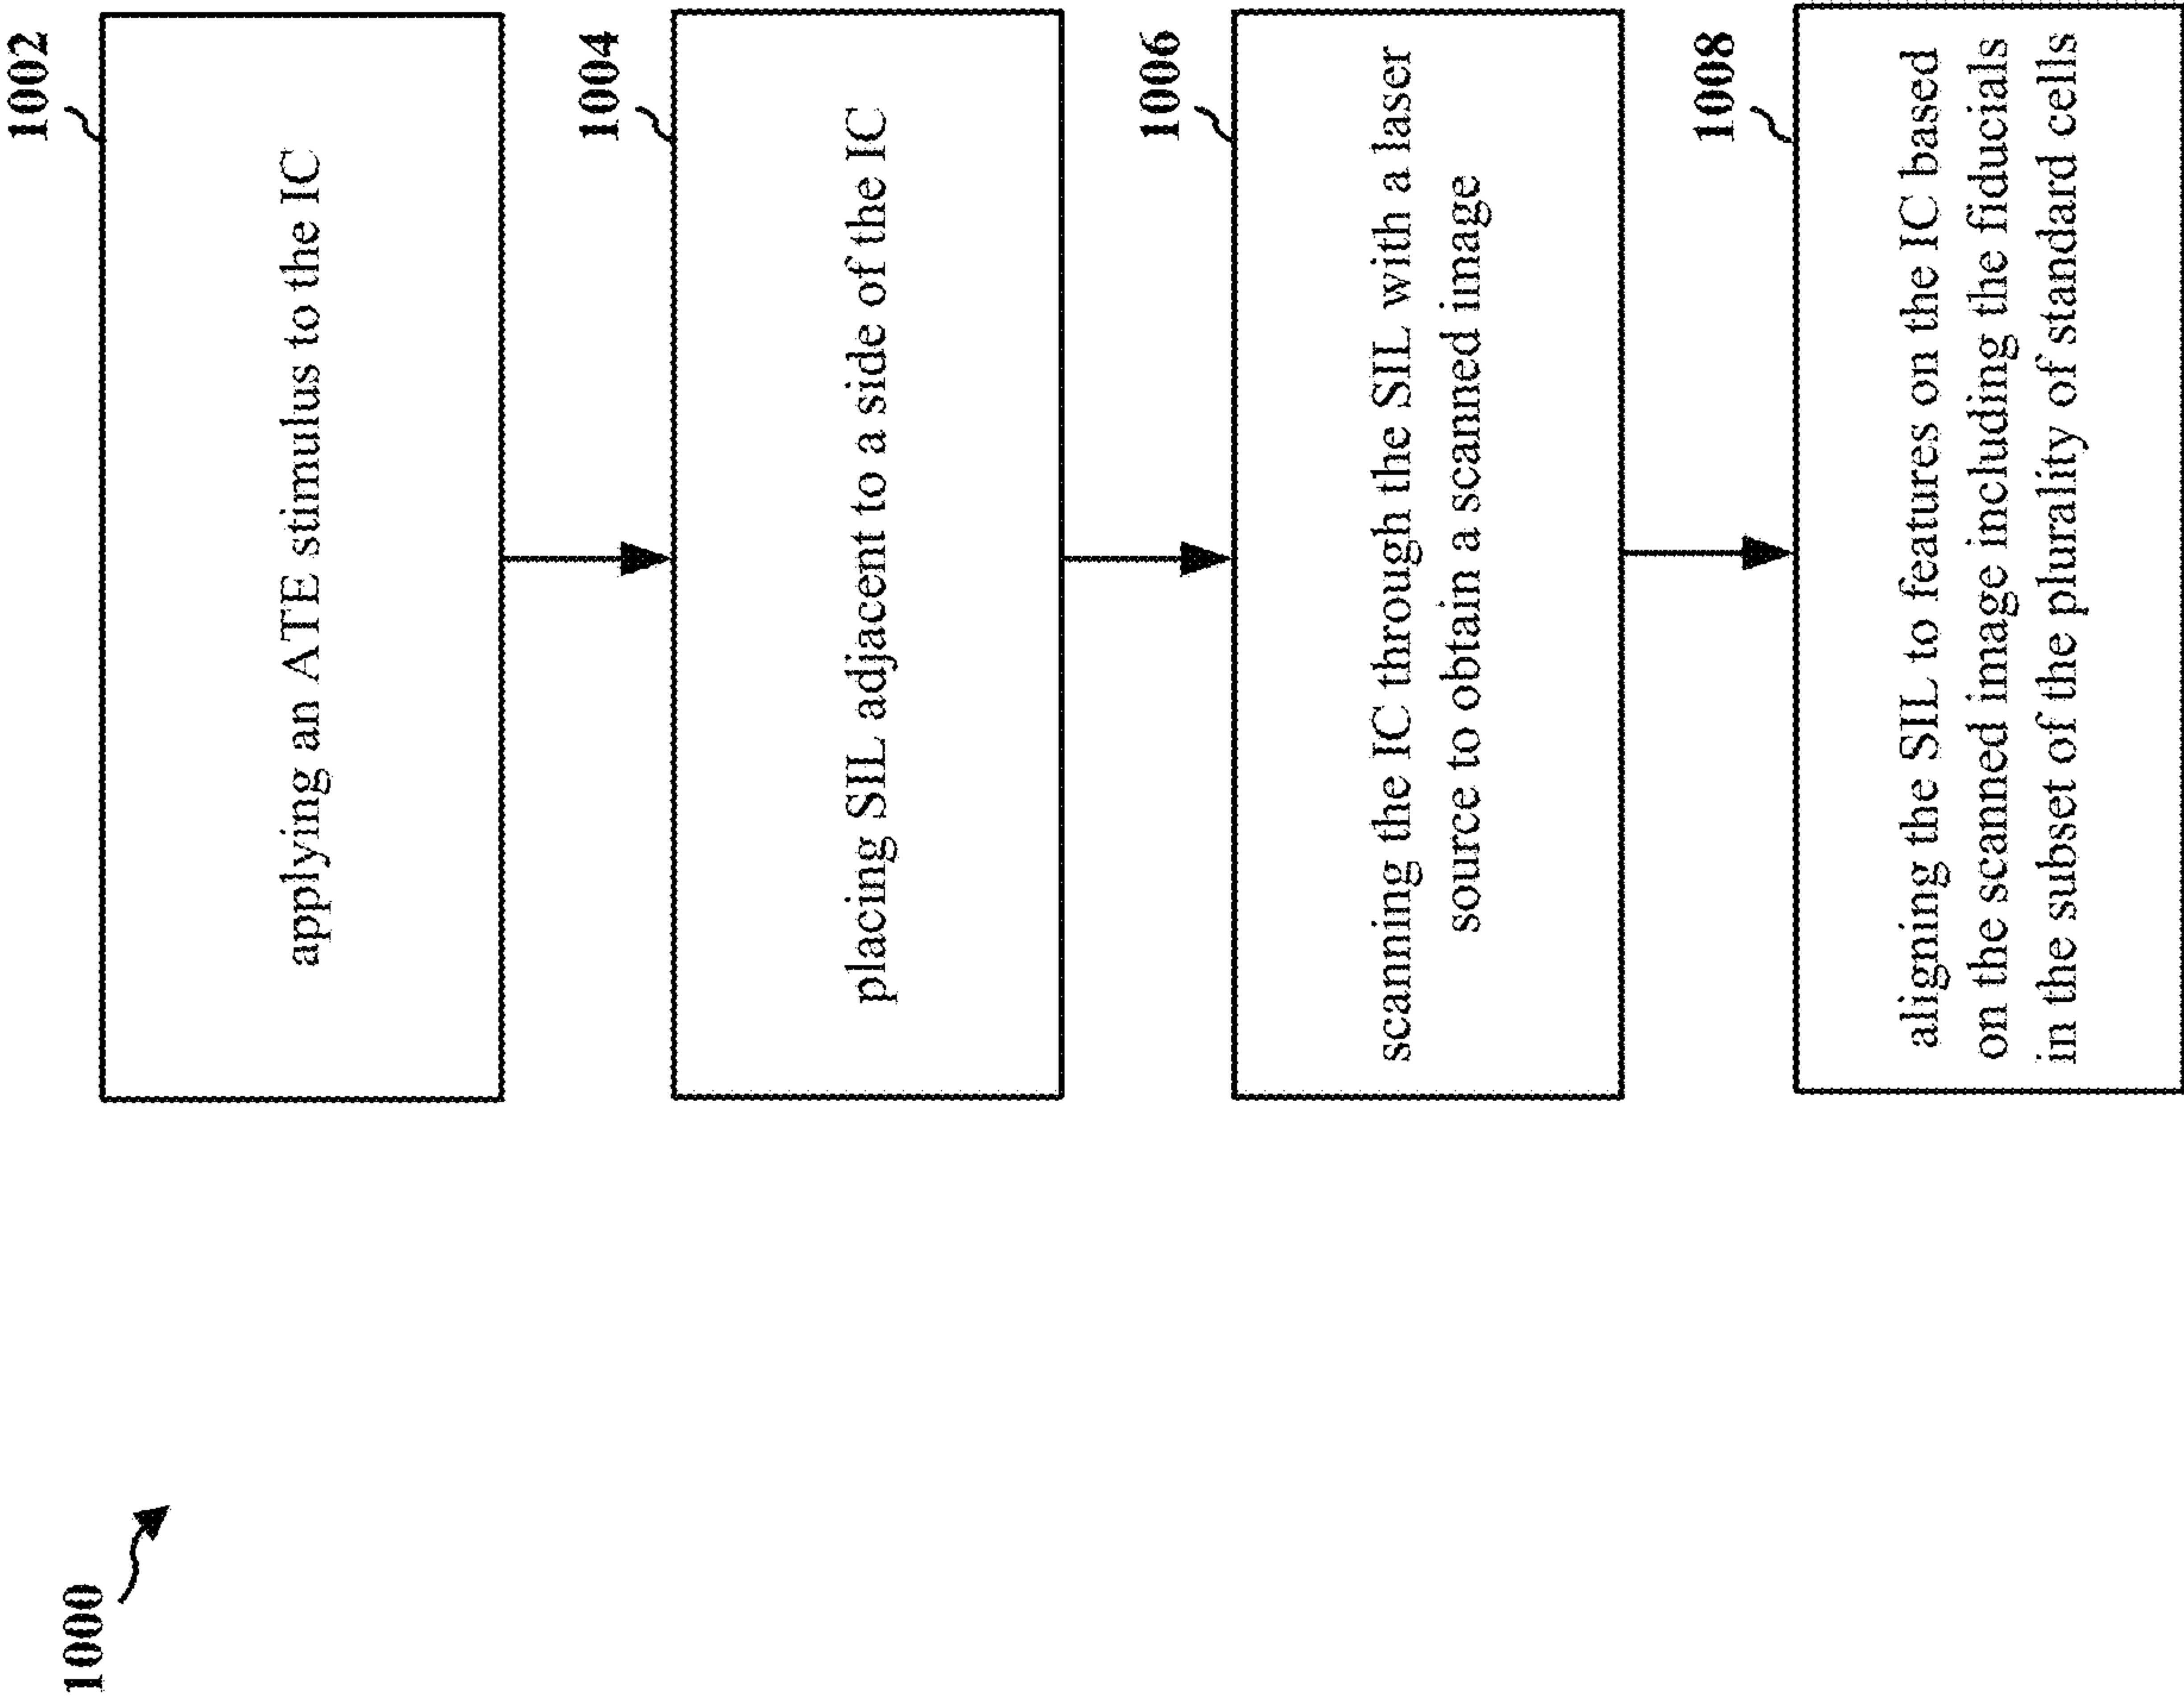 1000
1002
applying an ATE stimulus to the IC
1004
placing SIL adjacent to a side of the IC
1006
scanning the IC through the SIL with a laser
source to obtain a scanned image
1008
aligning the SIL to features on the IC based
on the scanned image including the fiducials
in the subset of the plurality of standard cells